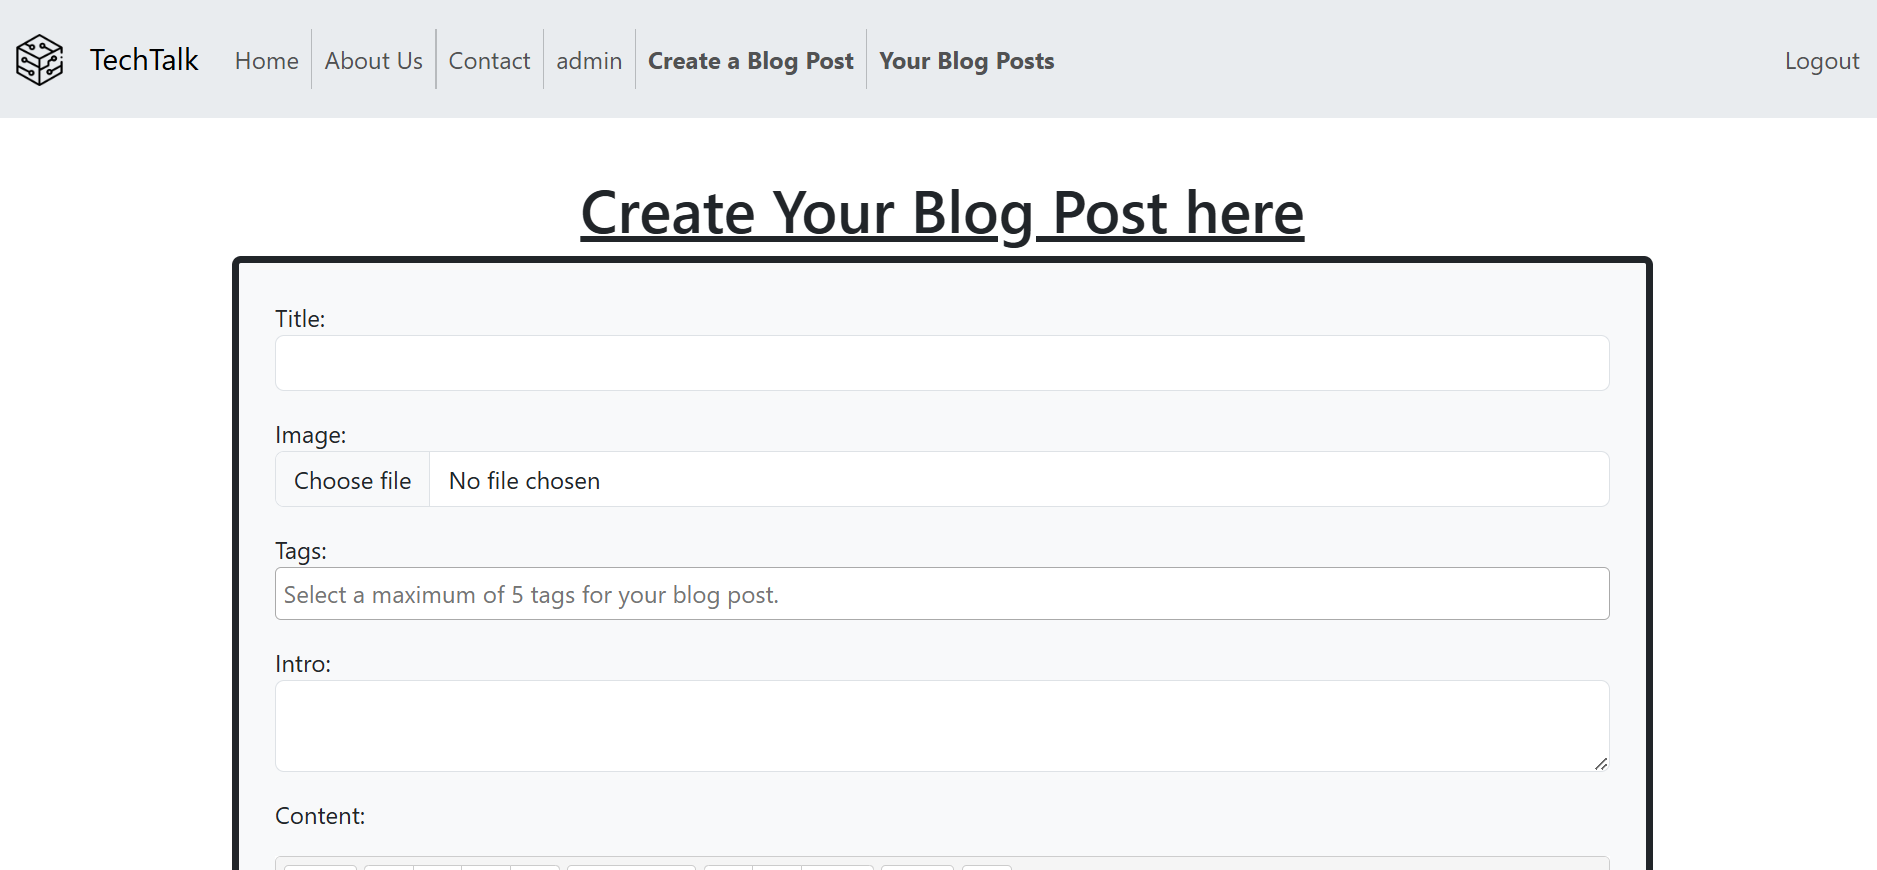 TechTalk Home About Us Contact admin Create a Blog Post Your Blog Posts Logout
Create Your Blog Post here
Title:
Image:
Choose file No file chosen
Tags:
Select a maximum of 5 tags for your blog post.
Intro:
Content: